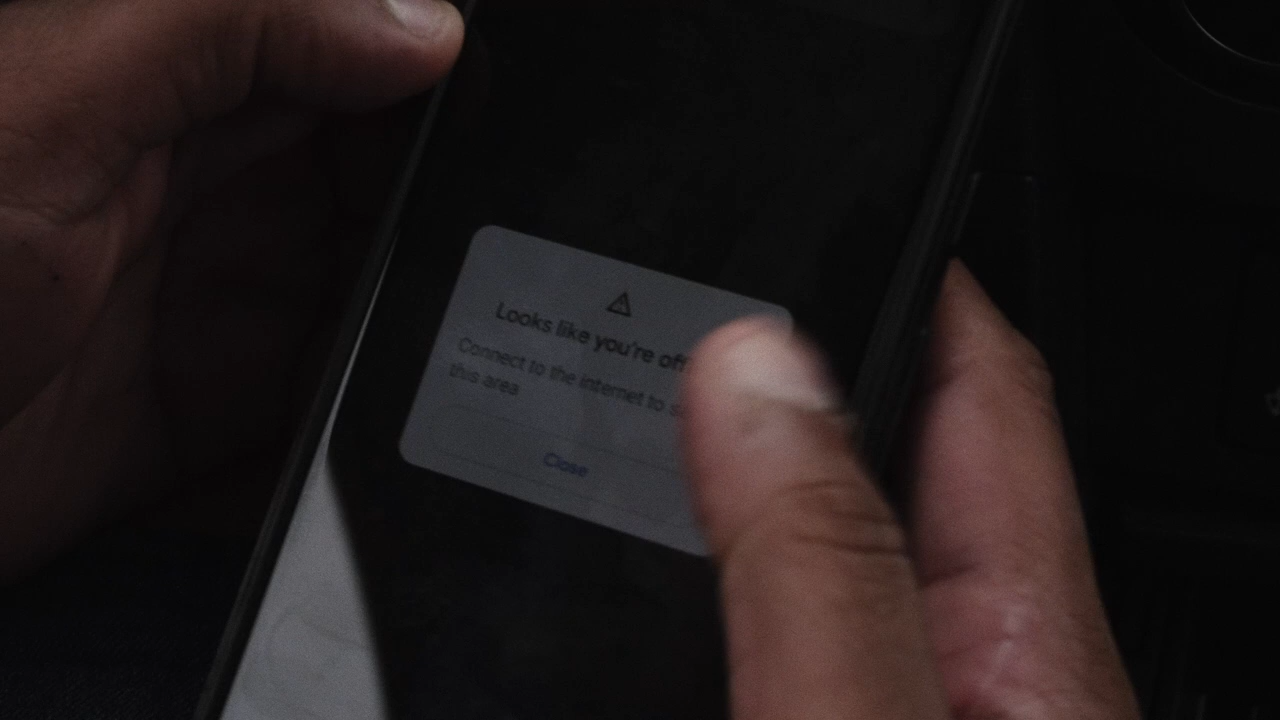 Looks like you're off
Connect to the internet to s
this area
Close